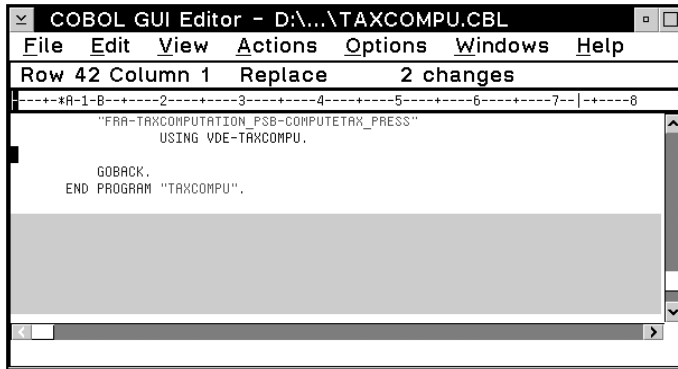 COBOL GUI Editor - D:\...\TAXCOMPU.CBL
File Edit View Actions Options Windows Help
Row 42 Column 1 Replace 2 changes
----+-*A-1-B--+----2----+----3----+----4----+----5----+----6----+----7--|-+----8
"FRA-TAXCOMPUTATION_PSB-COMPUTETAX_PRESS"
USING VDE-TAXCOMPU.
GOBACK.
END PROGRAM "TAXCOMPU".